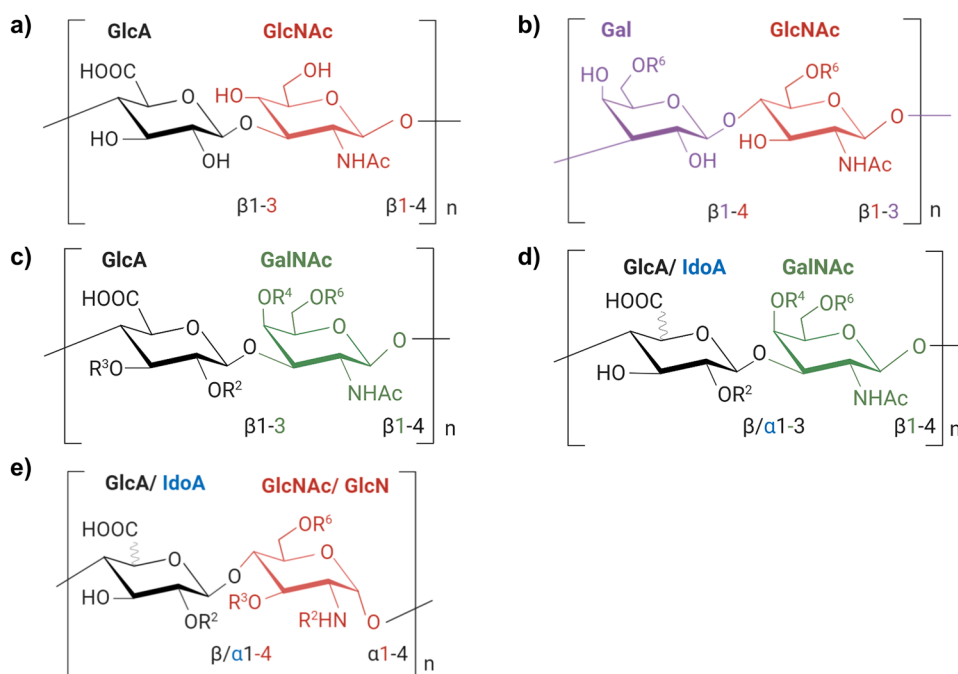 a)
GlcA GlcNAc
HOOC OH
HO O O
HO O O
OH NHAc
β1-3 β1-4 n
b)
Gal GlcNAc
HO OR⁶ OR⁶
O O O
O HO O
OH NHAc
β1-4 β1-3 n
c)
GlcA GalNAc
HOOC OR⁴ OR⁶
O O O
R³O O
OR² NHAc
β1-3 β1-4 n
d)
GlcA/ IdoA GalNAc
HOOC OR⁴ OR⁶
O O O
HO O
OR² NHAc
β/α1-3 β1-4 n
e)
GlcA/ IdoA GlcNAc/ GlcN
HOOC OR⁶
O O O
HO R³O
OR² R²HN O
β/α1-4 α1-4 n